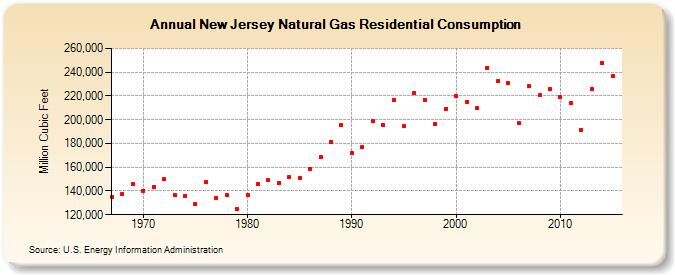 Annual New Jersey Natural Gas Residential Consumption
Million Cubic Feet
260,000
240,000
220,000
200,000
180,000
160,000
140,000
120,000
1970 1980 1990 2000 2010
Source: U.S. Energy Information Administration